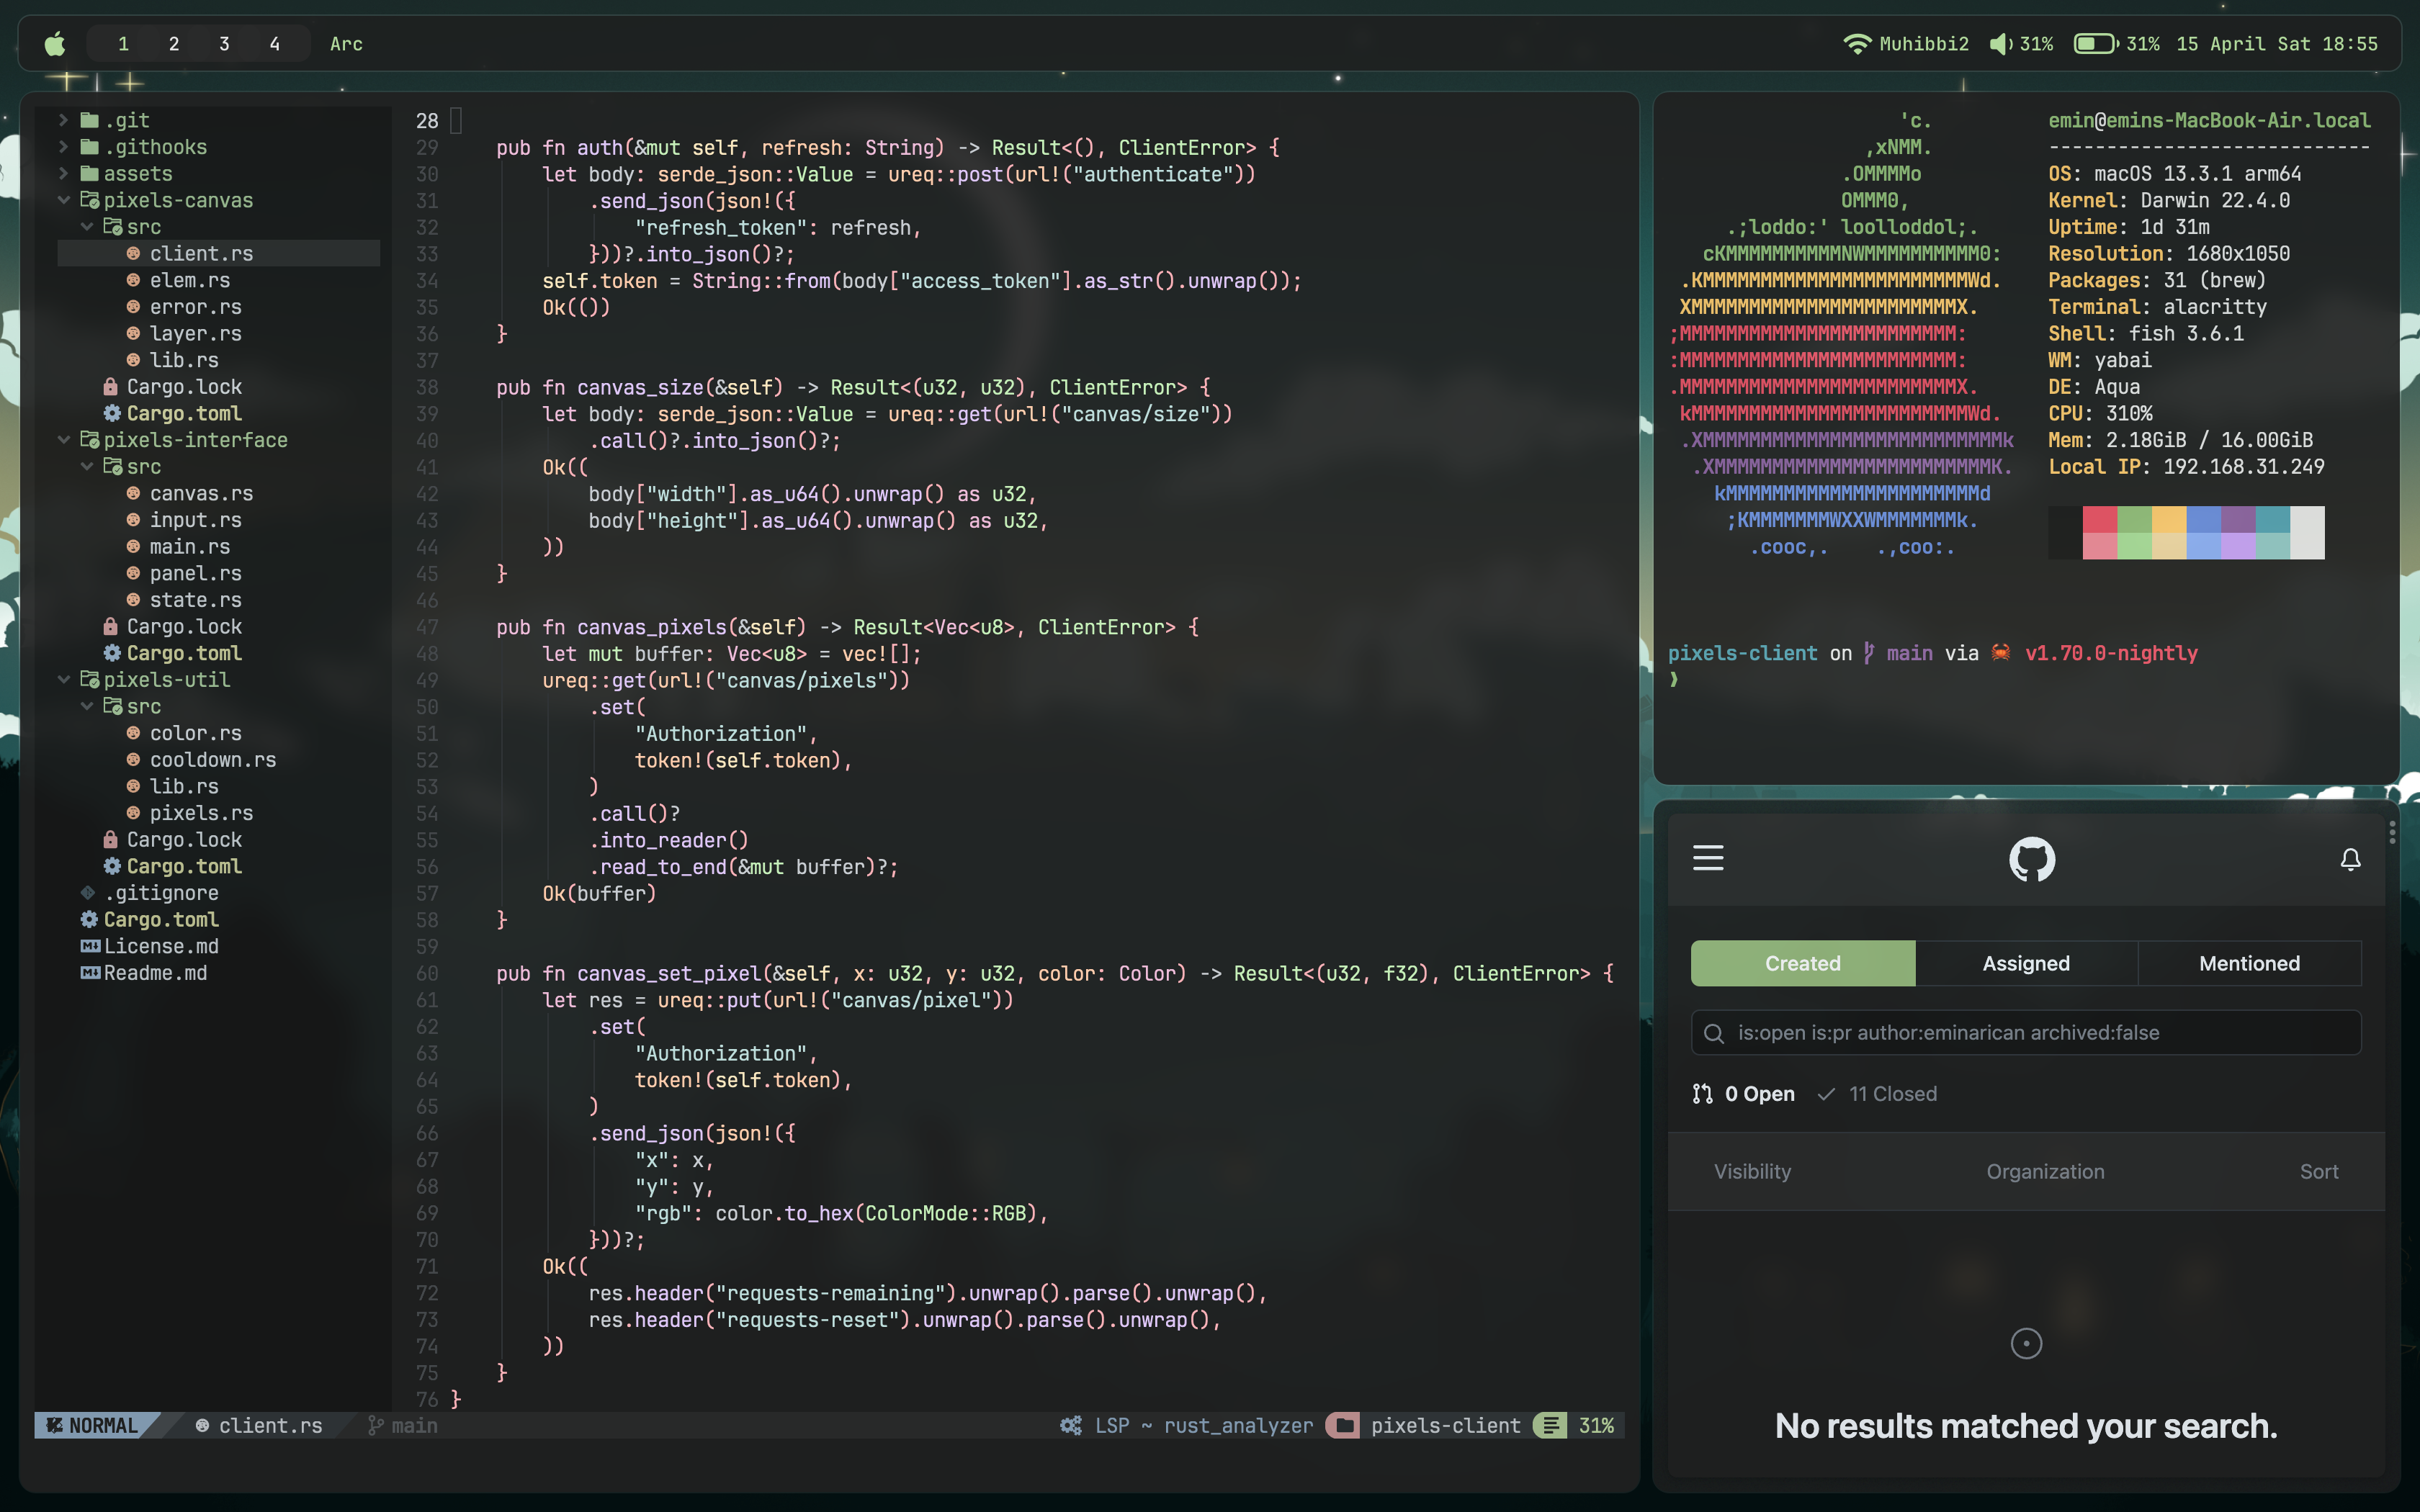 1 2 3 4 Arc
Muhibbi2 31% 31% 15 April Sat 18:55
.git
.githooks
assets
pixels-canvas
src
client.rs
elem.rs
error.rs
layer.rs
lib.rs
Cargo.lock
Cargo.toml
pixels-interface
src
canvas.rs
input.rs
main.rs
panel.rs
state.rs
Cargo.lock
Cargo.toml
pixels-util
src
color.rs
cooldown.rs
lib.rs
pixels.rs
Cargo.lock
Cargo.toml
.gitignore
Cargo.toml
License.md
Readme.md
28
29     pub fn auth(&mut self, refresh: String) -> Result<(), ClientError> {
30         let body: serde_json::Value = ureq::post(url!("authenticate"))
31             .send_json(json!({
32                 "refresh_token": refresh,
33             }))?.into_json()?;
34         self.token = String::from(body["access_token"].as_str().unwrap());
35         Ok(())
36     }
37
38     pub fn canvas_size(&self) -> Result<(u32, u32), ClientError> {
39         let body: serde_json::Value = ureq::get(url!("canvas/size"))
40             .call()?.into_json()?;
41         Ok((
42             body["width"].as_u64().unwrap() as u32,
43             body["height"].as_u64().unwrap() as u32,
44         ))
45     }
46
47     pub fn canvas_pixels(&self) -> Result<Vec<u8>, ClientError> {
48         let mut buffer: Vec<u8> = vec![];
49         ureq::get(url!("canvas/pixels"))
50             .set(
51                 "Authorization",
52                 token!(self.token),
53             )
54             .call()?
55             .into_reader()
56             .read_to_end(&mut buffer)?;
57         Ok(buffer)
58     }
59
60     pub fn canvas_set_pixel(&self, x: u32, y: u32, color: Color) -> Result<(u32, f32), ClientError> {
61         let res = ureq::put(url!("canvas/pixel"))
62             .set(
63                 "Authorization",
64                 token!(self.token),
65             )
66             .send_json(json!({
67                 "x": x,
68                 "y": y,
69                 "rgb": color.to_hex(ColorMode::RGB),
70             }))?;
71         Ok((
72             res.header("requests-remaining").unwrap().parse().unwrap(),
73             res.header("requests-reset").unwrap().parse().unwrap(),
74         ))
75     }
76 }
NORMAL client.rs main LSP ~ rust_analyzer pixels-client 31%
                    'c.
                 ,xNMM.
               .OMMMMo
               OMMM0,
     .;loddo:' loolloddol;.
   cKMMMMMMMMMMNWMMMMMMMMMM0:
 .KMMMMMMMMMMMMMMMMMMMMMMMWd.
 XMMMMMMMMMMMMMMMMMMMMMMMX.
;MMMMMMMMMMMMMMMMMMMMMMMM:
:MMMMMMMMMMMMMMMMMMMMMMMM:
.MMMMMMMMMMMMMMMMMMMMMMMMX.
 kMMMMMMMMMMMMMMMMMMMMMMMMWd.
 .XMMMMMMMMMMMMMMMMMMMMMMMMMMk
  .XMMMMMMMMMMMMMMMMMMMMMMMMK.
    kMMMMMMMMMMMMMMMMMMMMMMd
     ;KMMMMMMMWXXWMMMMMMMk.
       .cooc,.    .,coo:.
emin@emins-MacBook-Air.local
----------------------------
OS: macOS 13.3.1 arm64
Kernel: Darwin 22.4.0
Uptime: 1d 31m
Resolution: 1680x1050
Packages: 31 (brew)
Terminal: alacritty
Shell: fish 3.6.1
WM: yabai
DE: Aqua
CPU: 310%
Mem: 2.18GiB / 16.00GiB
Local IP: 192.168.31.249
pixels-client on main via 🦀 v1.70.0-nightly
❯
Created Assigned Mentioned
is:open is:pr author:eminarican archived:false
0 Open 11 Closed
Visibility Organization Sort
No results matched your search.